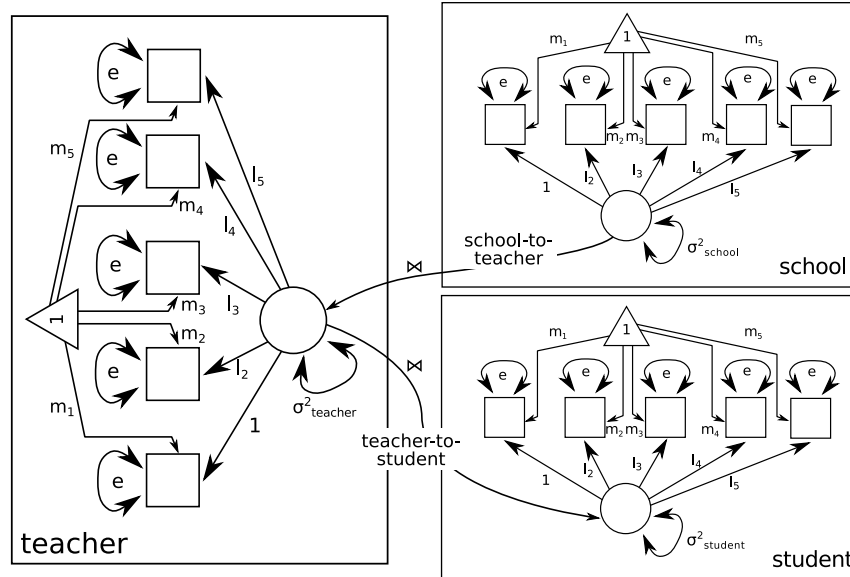 e
m₅
e
l₅
m₄
l₄
e
1
m₃
l₃
m₂
e
l₂
σ²teacher
m₁
1
e
teacher
m₁
1
m₅
e
e
e
e
e
m₂
m₃
m₄
1
l₂
l₃
l₄
l₅
school-to-
teacher
⋈
σ²school
school
m₁
1
m₅
e
e
e
e
e
⋈
m₂
m₃
m₄
teacher-to-
student
1
l₂
l₃
l₄
l₅
σ²student
student